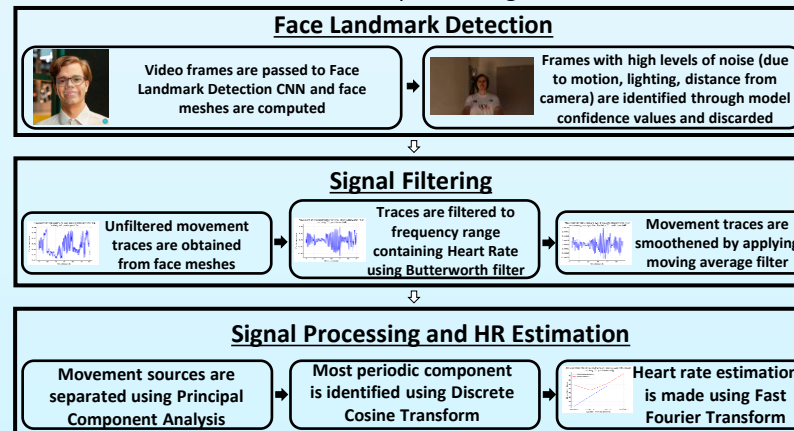 Face Landmark Detection
Video frames are passed to Face
Landmark Detection CNN and face
meshes are computed
Frames with high levels of noise (due
to motion, lighting, distance from
camera) are identified through model
confidence values and discarded
Signal Filtering
Unfiltered movement
traces are obtained
from face meshes
Traces are filtered to
frequency range
containing Heart Rate
using Butterworth filter
Movement traces are
smoothened by applying
moving average filter
Signal Processing and HR Estimation
Movement sources are
separated using Principal
Component Analysis
Most periodic component
is identified using Discrete
Cosine Transform
Heart rate estimation
is made using Fast
Fourier Transform